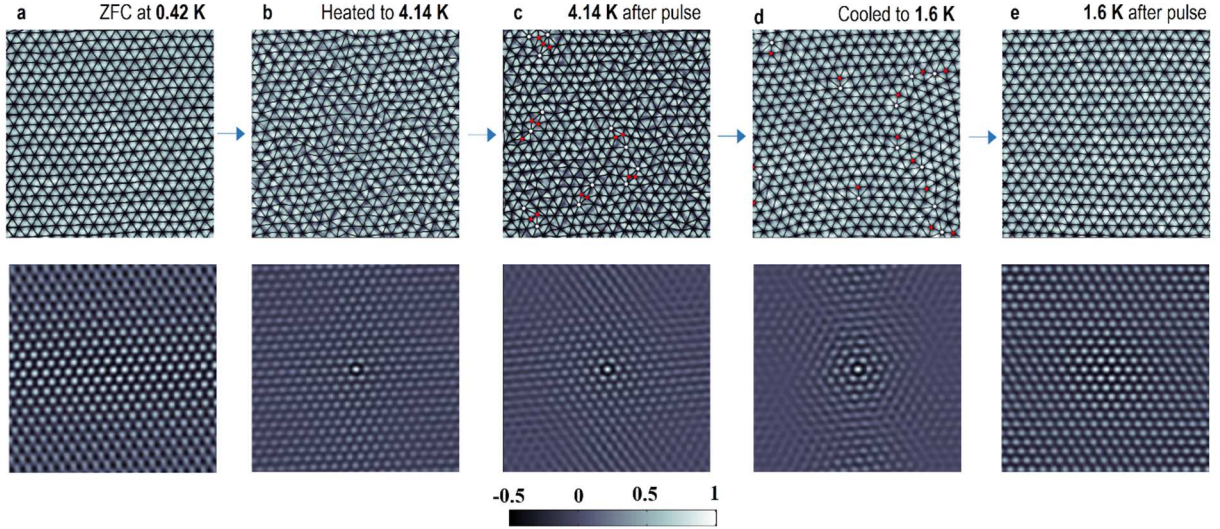 a ZFC at 0.42 K
b Heated to 4.14 K
c 4.14 K after pulse
d Cooled to 1.6 K
e 1.6 K after pulse
-0.5 0 0.5 1